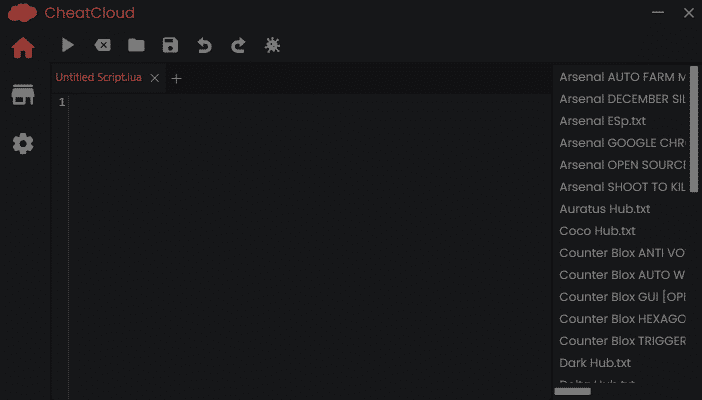 CheatCloud
Untitled Script.lua
1
Arsenal AUTO FARM M
Arsenal DECEMBER SIL
Arsenal ESp.txt
Arsenal GOOGLE CHR
Arsenal OPEN SOURCE
Arsenal SHOOT TO KIL
Auratus Hub.txt
Coco Hub.txt
Counter Blox ANTI VO
Counter Blox AUTO W
Counter Blox GUI [OPE
Counter Blox HEXAGO
Counter Blox TRIGGER
Dark Hub.txt